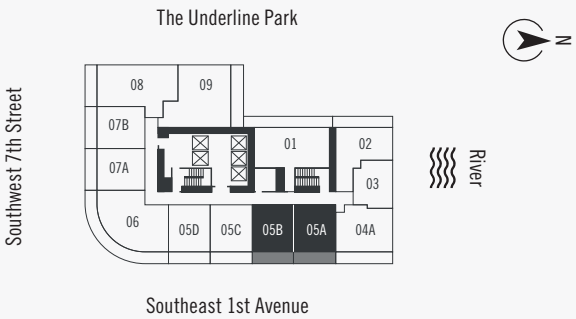 The Underline Park
N
Southwest 7th Street
08
09
07B
01
02
07A
03
River
06
05D
05C
05B
05A
04A
Southeast 1st Avenue